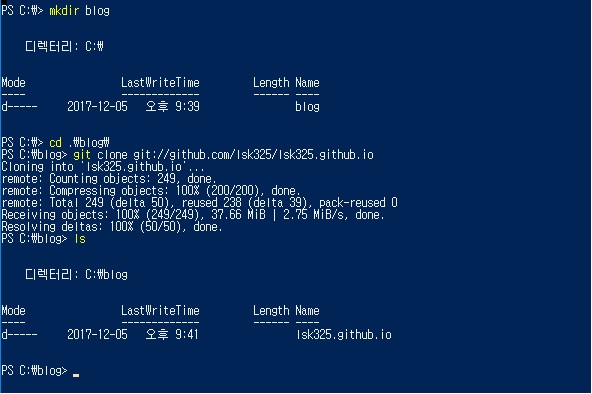 PS C:₩> mkdir blog
디렉터리: C:₩
Mode LastWriteTime Length Name
---- ------------- ------ ----
d----- 2017-12-05 오후 9:39 blog
PS C:₩> cd .₩blog₩
PS C:₩blog> git clone git://github.com/lsk325/lsk325.github.io
Cloning into 'lsk325.github.io'...
remote: Counting objects: 249, done.
remote: Compressing objects: 100% (200/200), done.
remote: Total 249 (delta 50), reused 238 (delta 39), pack-reused 0
Receiving objects: 100% (249/249), 37.66 MiB | 2.75 MiB/s, done.
Resolving deltas: 100% (50/50), done.
PS C:₩blog> ls
디렉터리: C:₩blog
Mode LastWriteTime Length Name
---- ------------- ------ ----
d----- 2017-12-05 오후 9:41 lsk325.github.io
PS C:₩blog> _